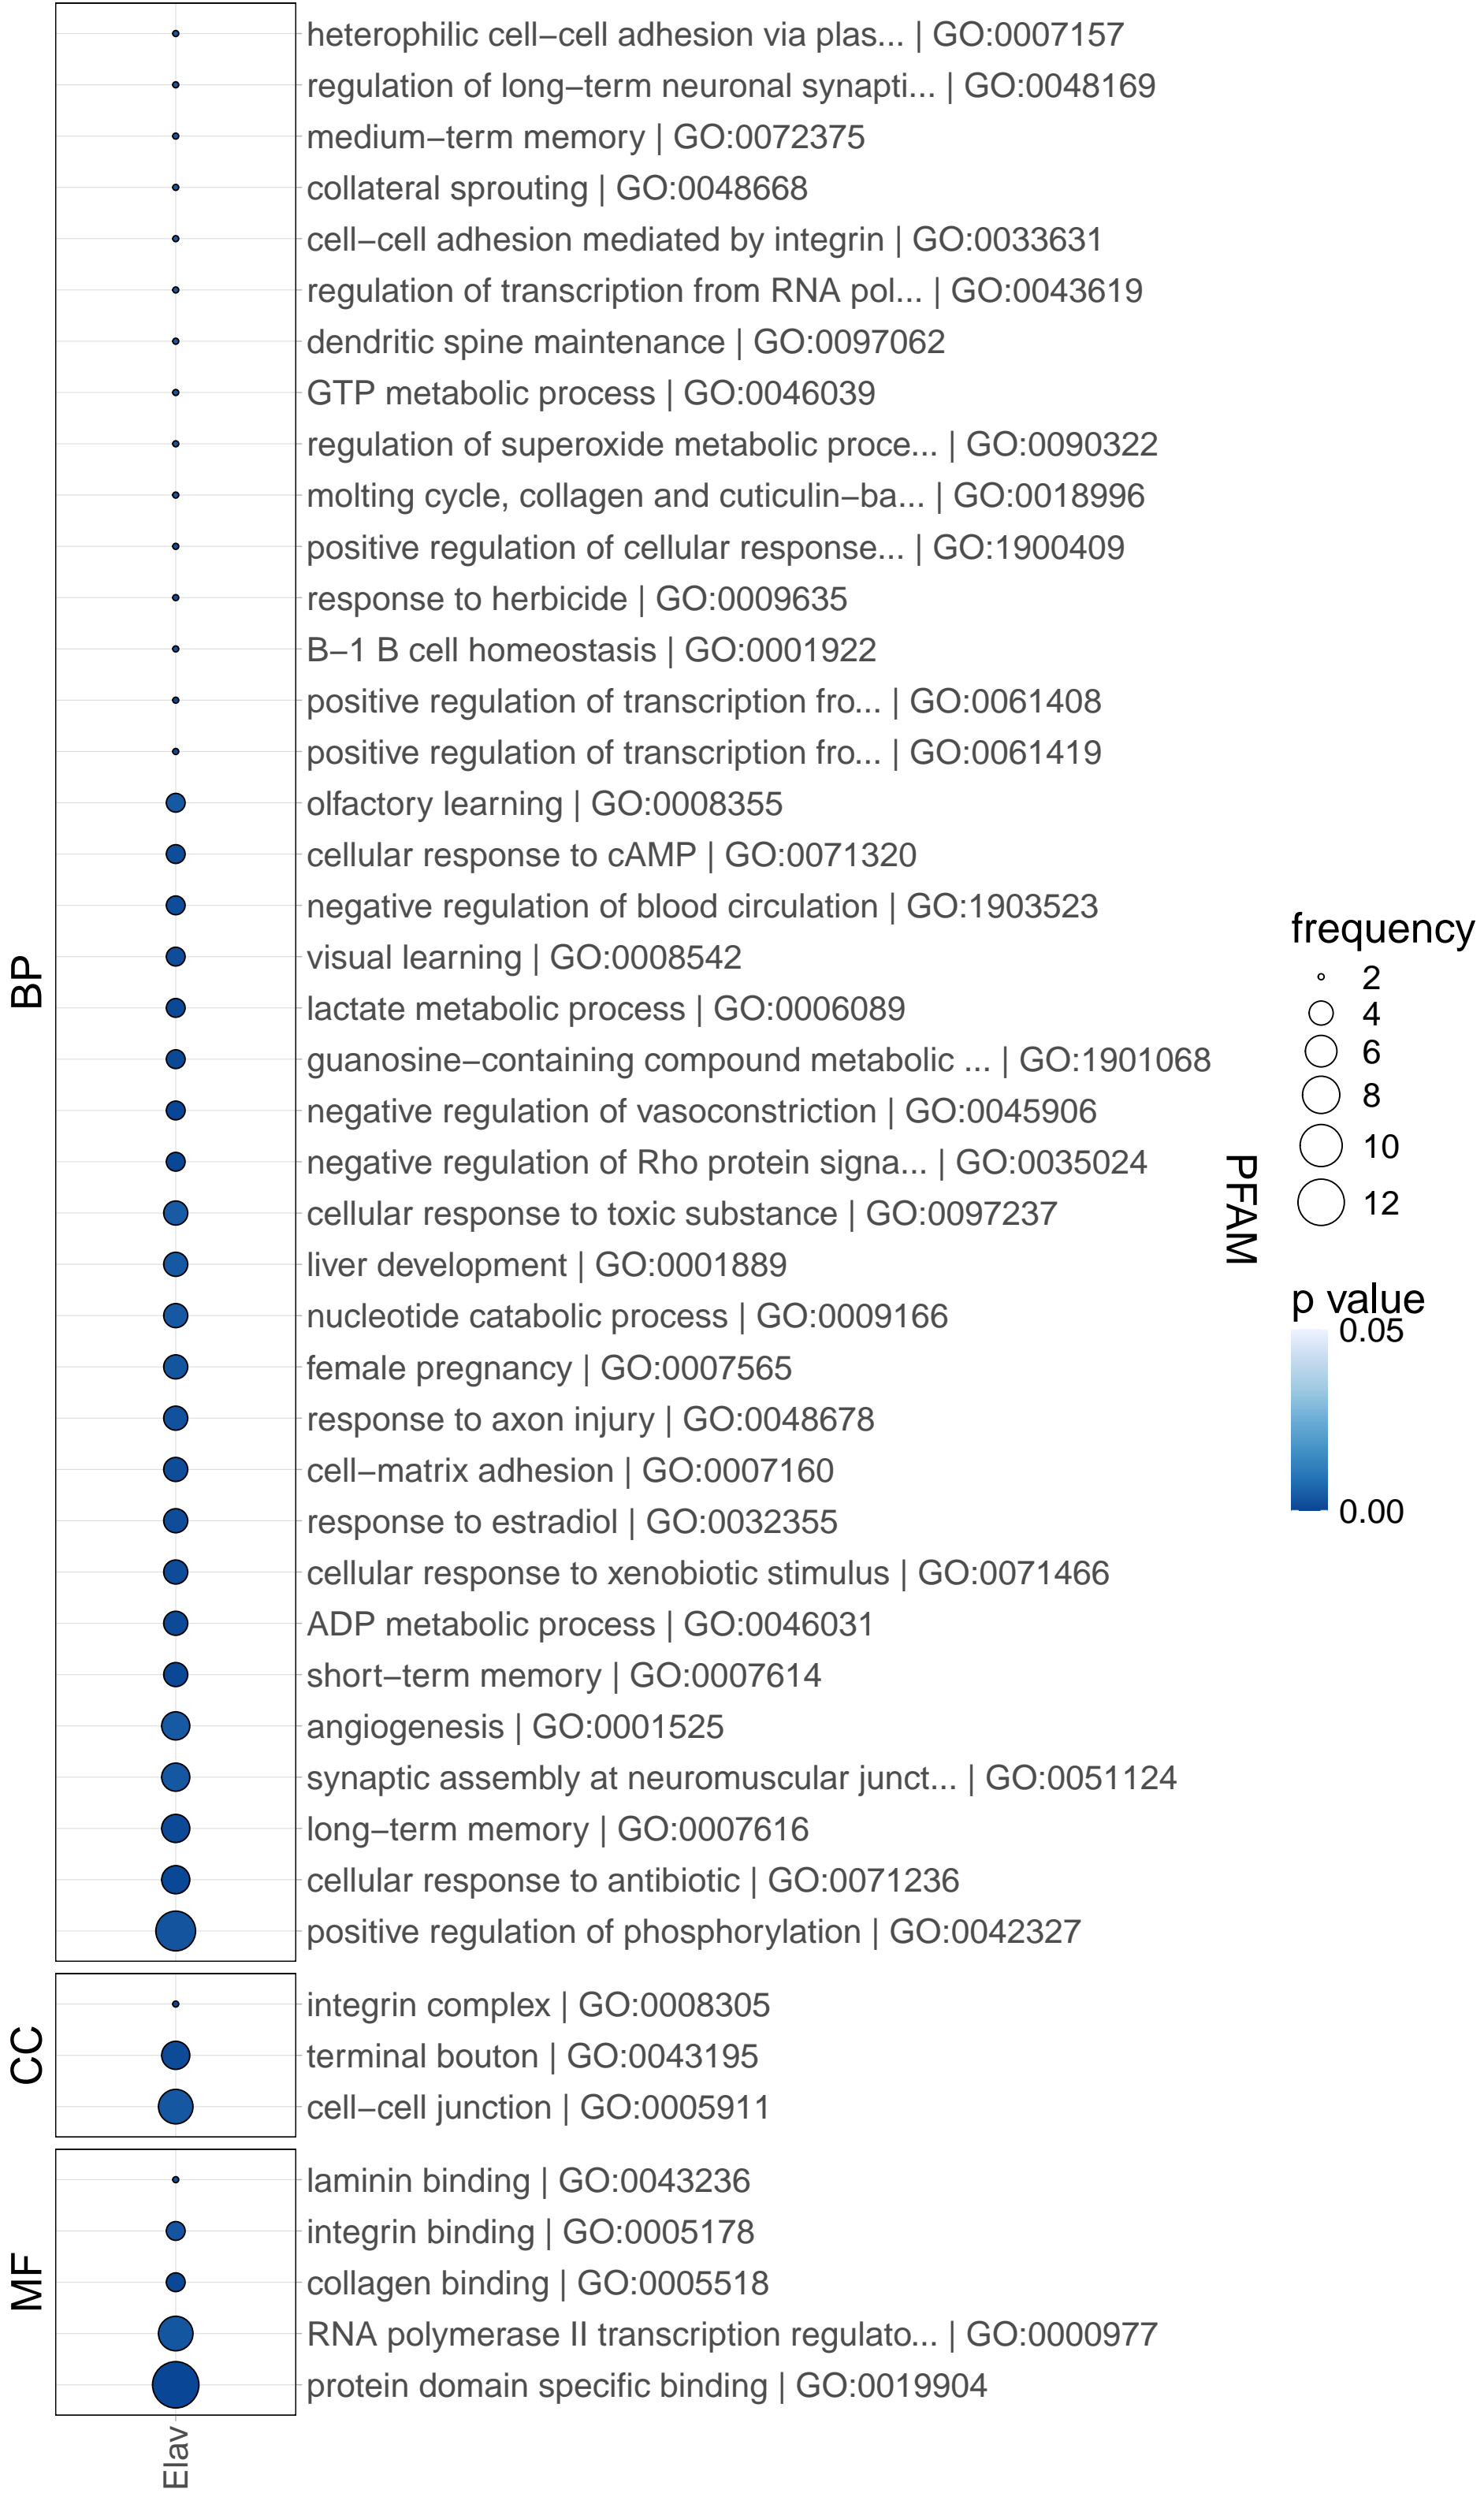 BP
heterophilic cell−cell adhesion via plas... | GO:0007157
regulation of long−term neuronal synapti... | GO:0048169
medium−term memory | GO:0072375
collateral sprouting | GO:0048668
cell−cell adhesion mediated by integrin | GO:0033631
regulation of transcription from RNA pol... | GO:0043619
dendritic spine maintenance | GO:0097062
GTP metabolic process | GO:0046039
regulation of superoxide metabolic proce... | GO:0090322
molting cycle, collagen and cuticulin−ba... | GO:0018996
positive regulation of cellular response... | GO:1900409
response to herbicide | GO:0009635
B−1 B cell homeostasis | GO:0001922
positive regulation of transcription fro... | GO:0061408
positive regulation of transcription fro... | GO:0061419
olfactory learning | GO:0008355
cellular response to cAMP | GO:0071320
negative regulation of blood circulation | GO:1903523
visual learning | GO:0008542
lactate metabolic process | GO:0006089
guanosine−containing compound metabolic ... | GO:1901068
negative regulation of vasoconstriction | GO:0045906
negative regulation of Rho protein signa... | GO:0035024
cellular response to toxic substance | GO:0097237
liver development | GO:0001889
nucleotide catabolic process | GO:0009166
female pregnancy | GO:0007565
response to axon injury | GO:0048678
cell−matrix adhesion | GO:0007160
response to estradiol | GO:0032355
cellular response to xenobiotic stimulus | GO:0071466
ADP metabolic process | GO:0046031
short−term memory | GO:0007614
angiogenesis | GO:0001525
synaptic assembly at neuromuscular junct... | GO:0051124
long−term memory | GO:0007616
cellular response to antibiotic | GO:0071236
positive regulation of phosphorylation | GO:0042327
CC
integrin complex | GO:0008305
terminal bouton | GO:0043195
cell−cell junction | GO:0005911
MF
laminin binding | GO:0043236
integrin binding | GO:0005178
collagen binding | GO:0005518
RNA polymerase II transcription regulato... | GO:0000977
protein domain specific binding | GO:0019904
Elav
PFAM
frequency
2
4
6
8
10
12
p value
0.05
0.00